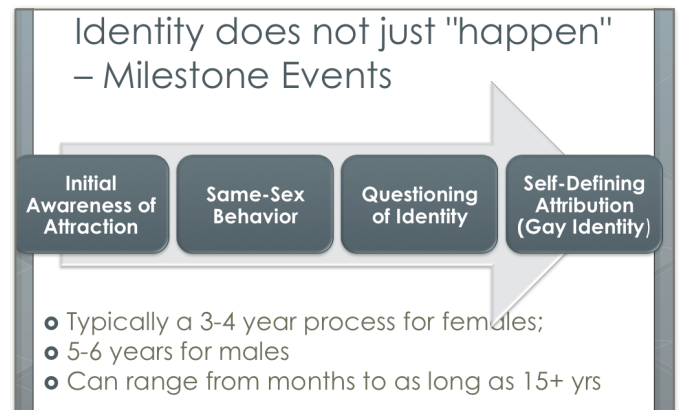 Identity does not just "happen"
– Milestone Events
Initial
Awareness of
Attraction
Same-Sex
Behavior
Questioning
of Identity
Self-Defining
Attribution
(Gay Identity)
Typically a 3-4 year process for females;
5-6 years for males
Can range from months to as long as 15+ yrs